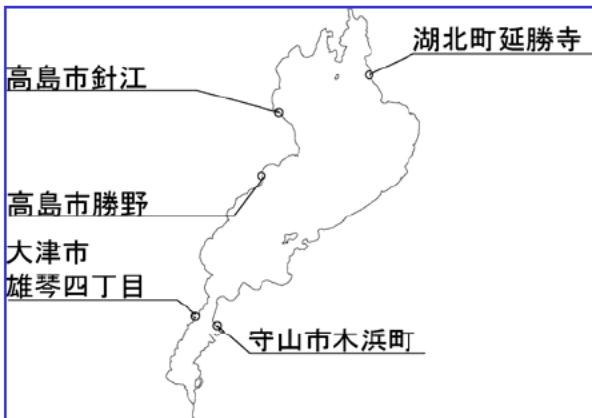 湖北町延勝寺
高島市針江
高島市勝野
大津市
雄琴四丁目
守山市木浜町